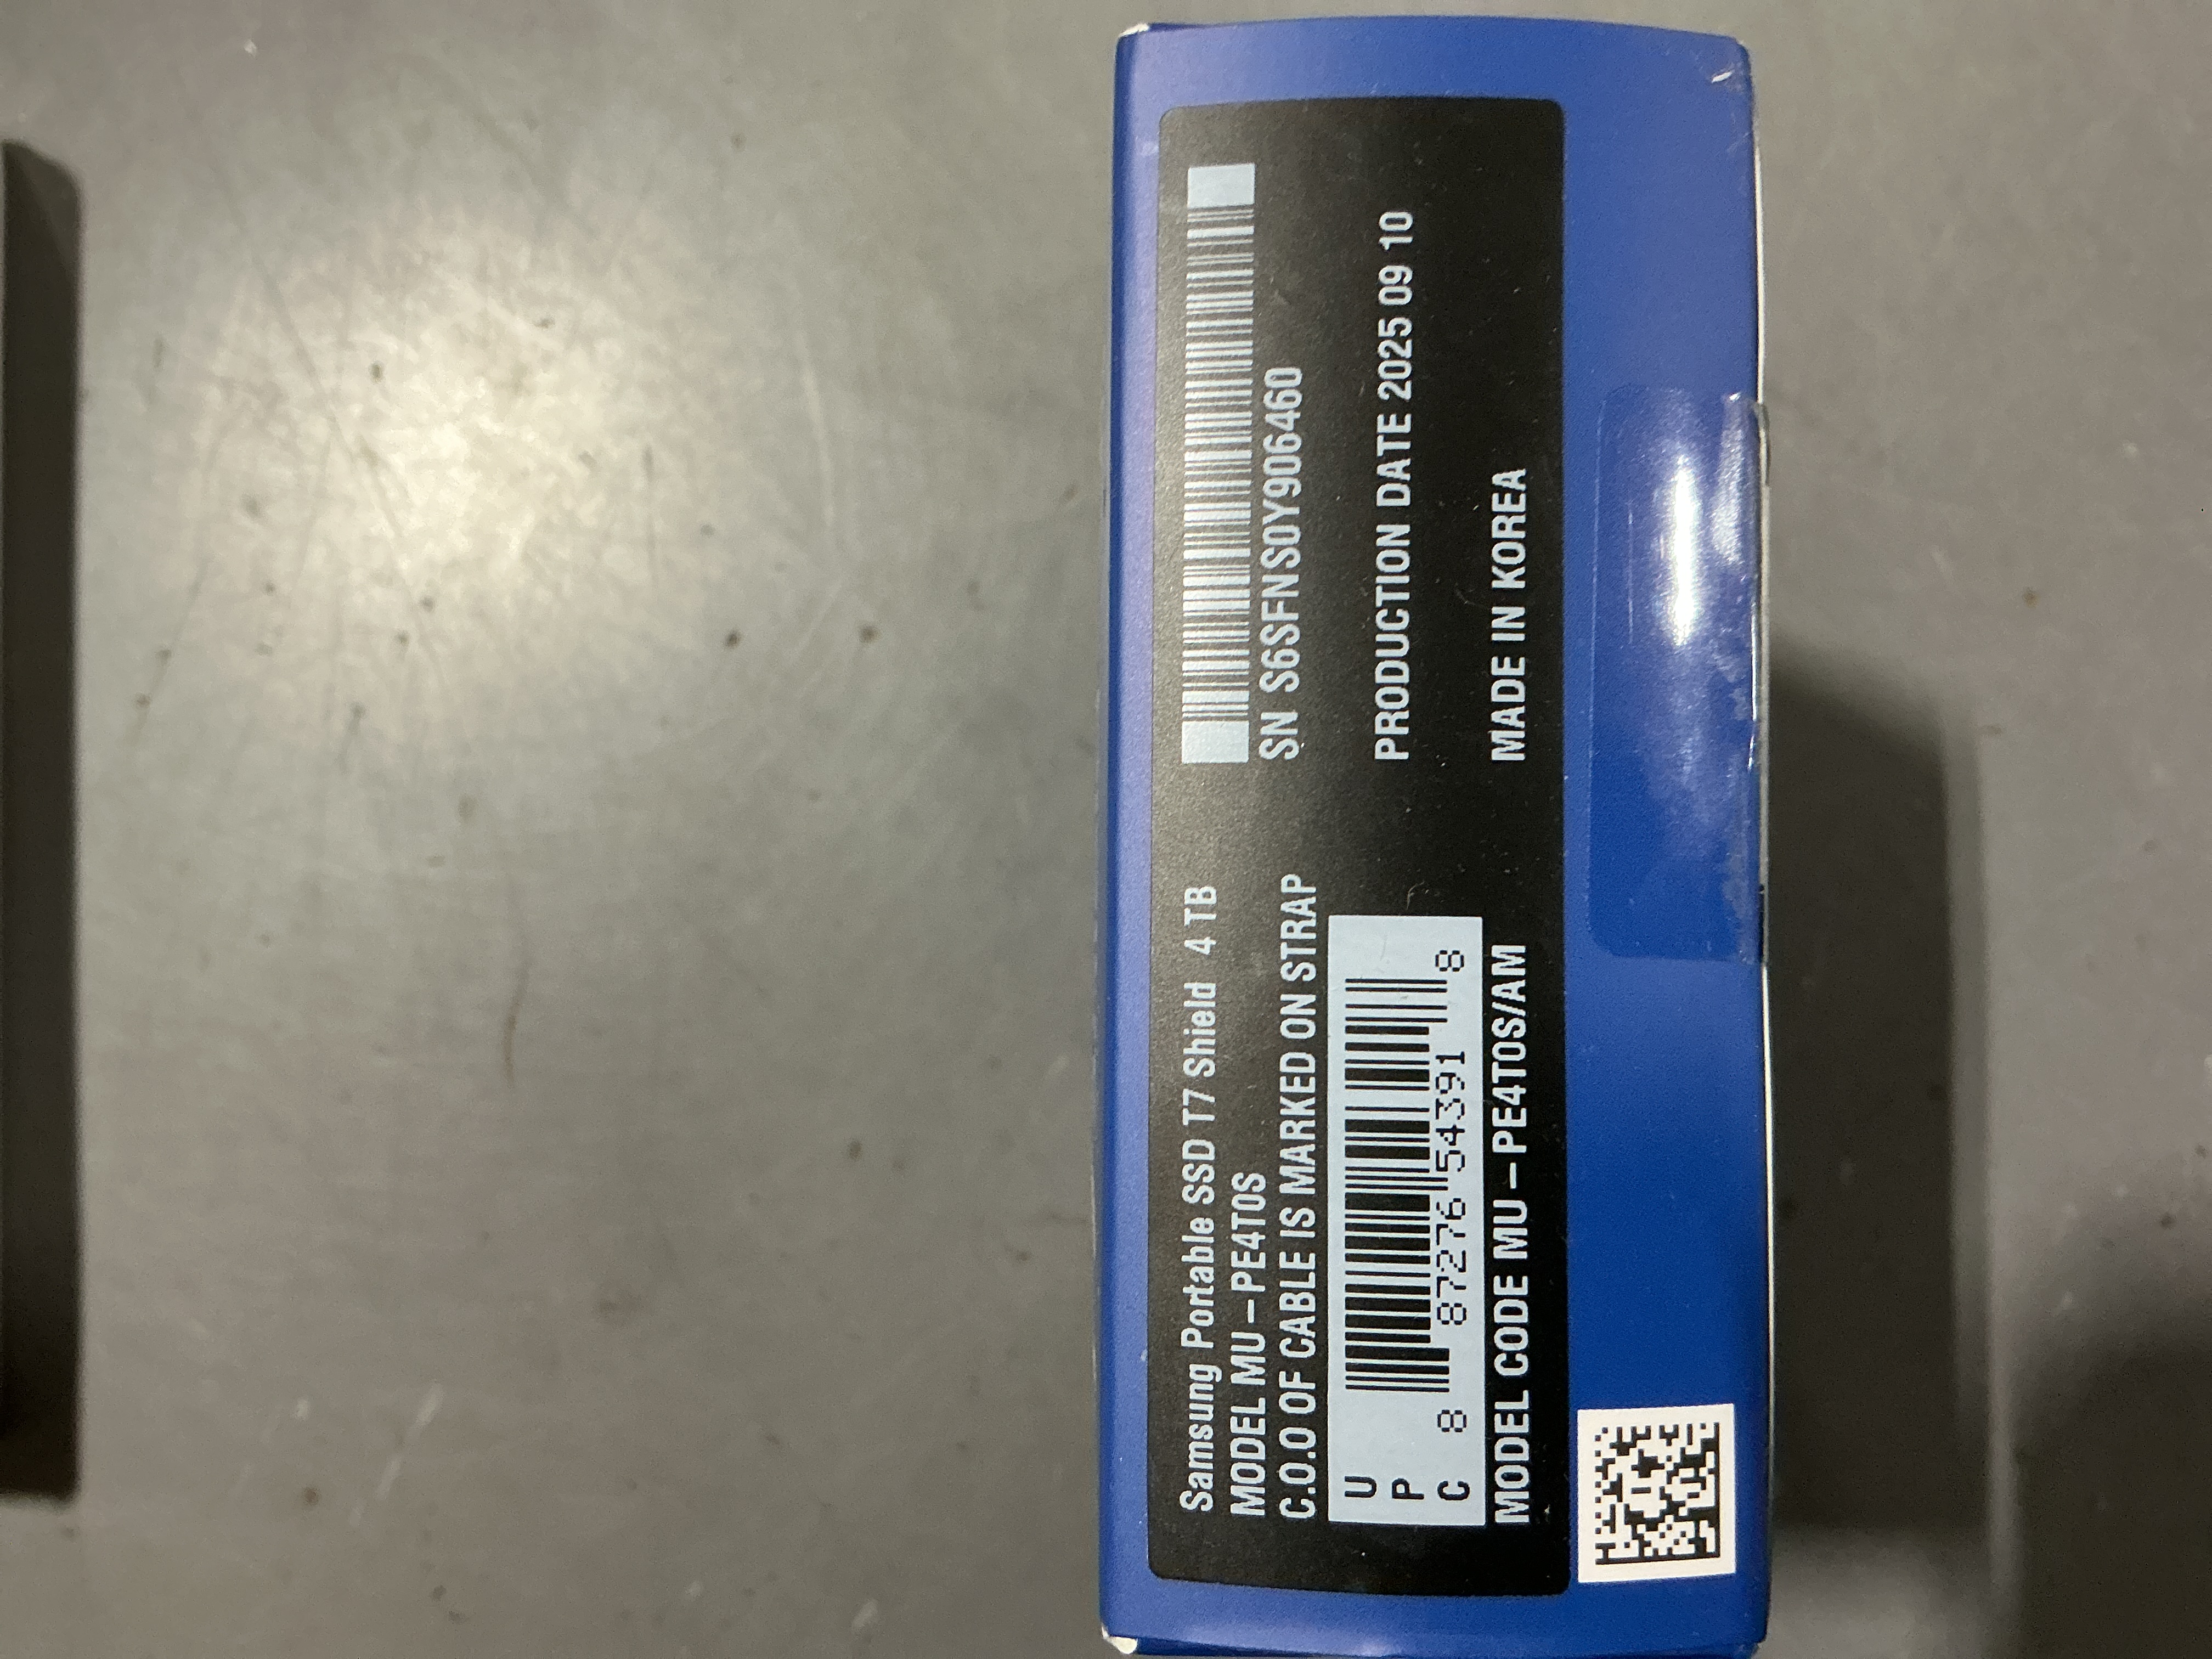 Samsung Portable SSD T7 Shield 4 TB
MODEL MU-PE4T0S
C.O.O OF CABLE IS MARKED ON STRAP
U
P
C
8 87276 54391 8
MODEL CODE MU-PE4T0S/AM
SN S6SFNS0Y906460
PRODUCTION DATE 2025 09 10
MADE IN KOREA